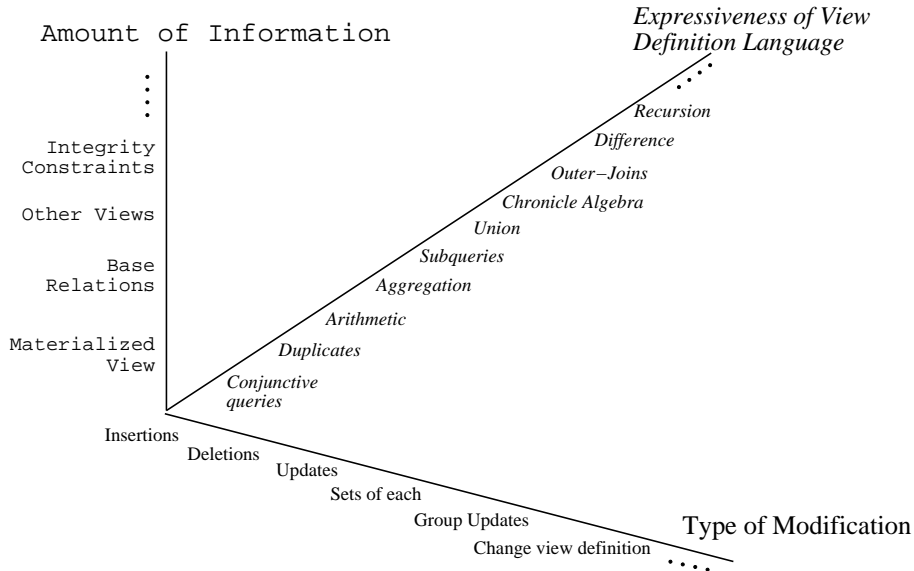 Amount of Information
Expressiveness of View
Definition Language
Integrity
Constraints
Other Views
Base
Relations
Materialized
View
Recursion
Difference
Outer−Joins
Chronicle Algebra
Union
Subqueries
Aggregation
Arithmetic
Duplicates
Conjunctive
queries
Insertions
Deletions
Updates
Sets of each
Group Updates
Change view definition
Type of Modification